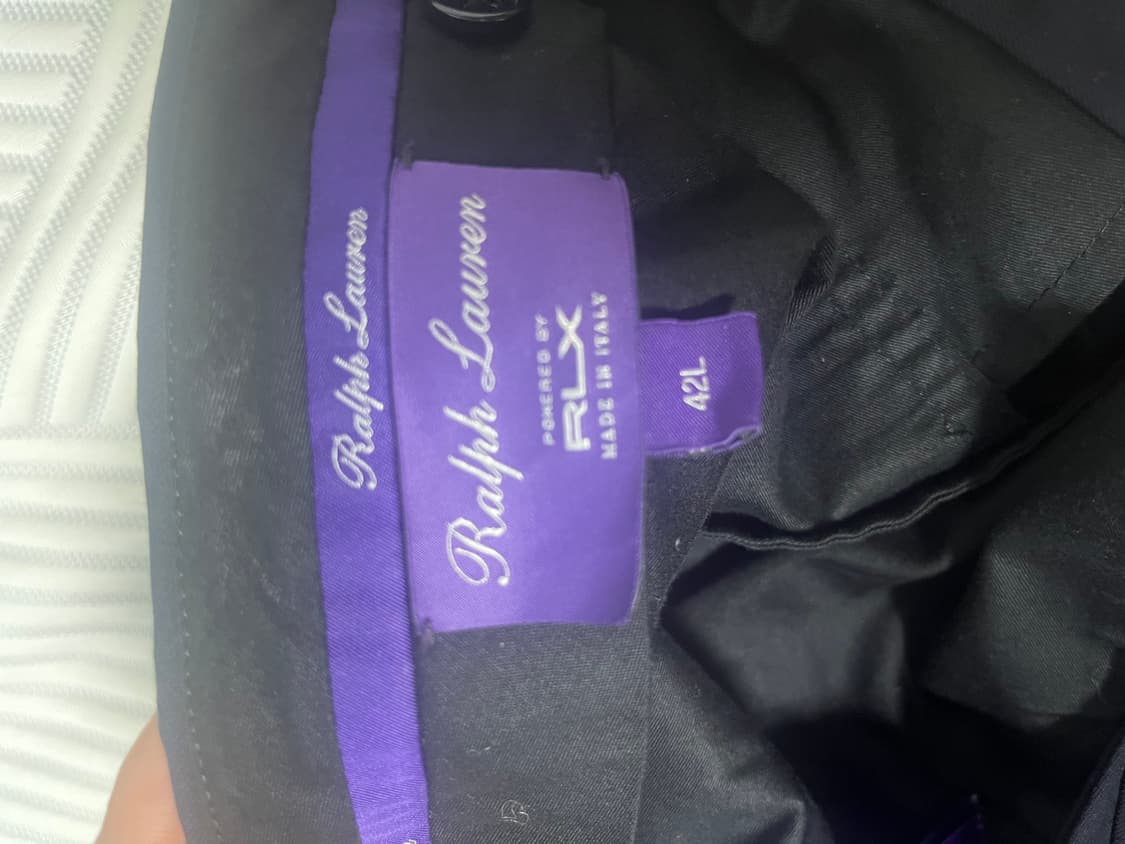 Ralph Lauren
Ralph Lauren
POWERED BY
RLX
MADE IN ITALY
42L